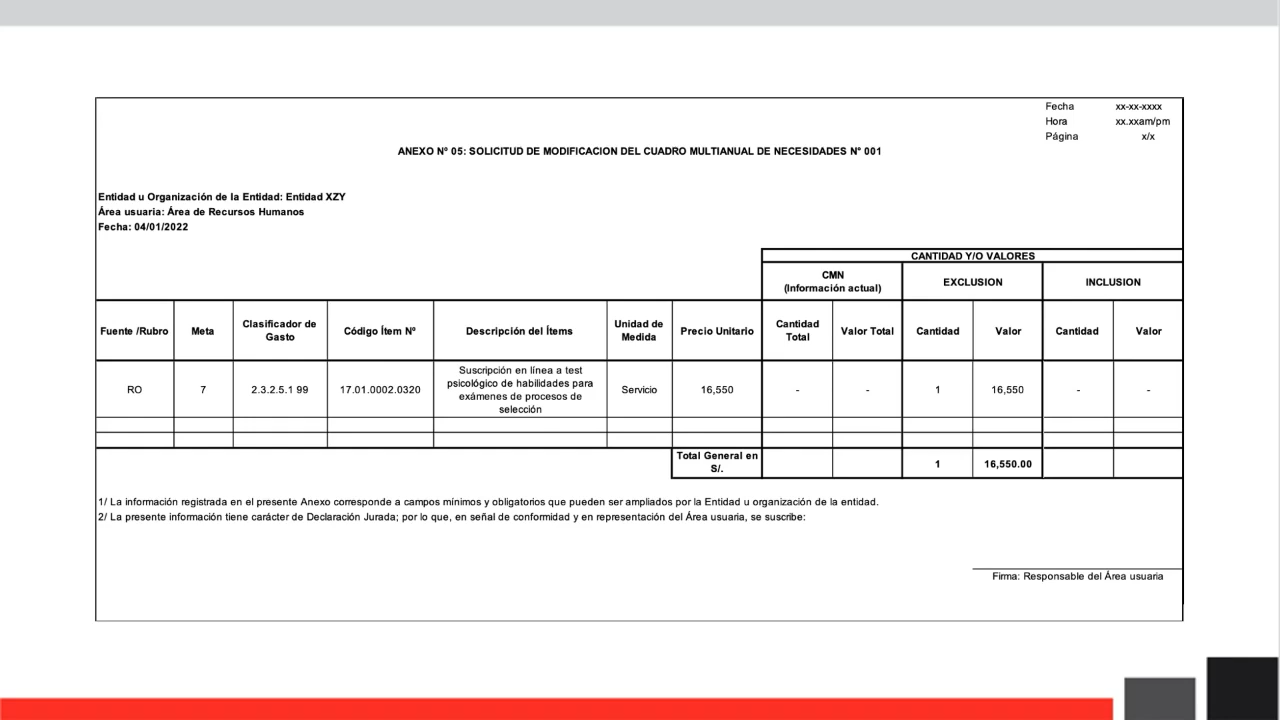 Fecha xx-xx-xxxx
Hora xx.xxam/pm
Página x/x
ANEXO Nº 05: SOLICITUD DE MODIFICACION DEL CUADRO MULTIANUAL DE NECESIDADES N° 001
Entidad u Organización de la Entidad: Entidad XZY
Área usuaria: Área de Recursos Humanos
Fecha: 04/01/2022
CANTIDAD Y/O VALORES
CMN
(Información actual)
EXCLUSION
INCLUSION
Fuente /Rubro
Meta
Clasificador de
Gasto
Código Ítem Nº
Descripción del Ítems
Unidad de
Medida
Precio Unitario
Cantidad
Total
Valor Total
Cantidad
Valor
Cantidad
Valor
RO
7
2.3.2.5.1 99
17.01.0002.0320
Suscripción en línea a test
psicológico de habilidades para
exámenes de procesos de
selección
Servicio
16,550
-
-
1
16,550
-
-
Total General en
S/.
1
16,550.00
1/ La información registrada en el presente Anexo corresponde a campos mínimos y obligatorios que pueden ser ampliados por la Entidad u organización de la entidad.
2/ La presente información tiene carácter de Declaración Jurada; por lo que, en señal de conformidad y en representación del Área usuaria, se suscribe:
Firma: Responsable del Área usuaria